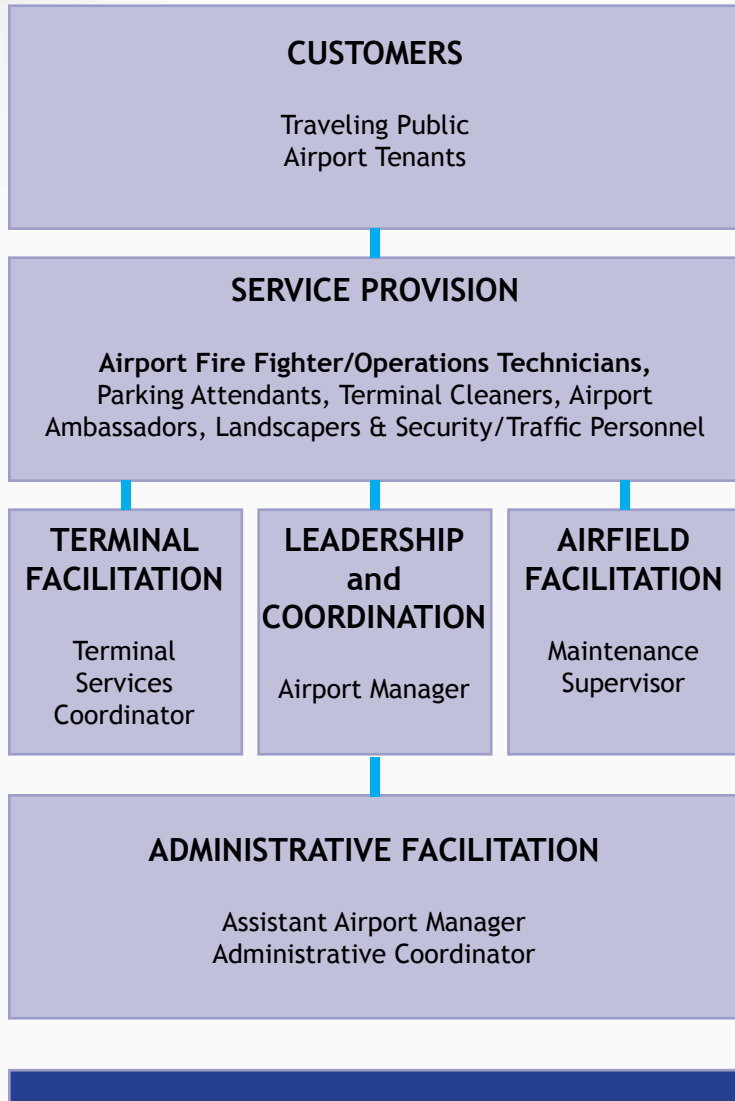 CUSTOMERS
Traveling Public
Airport Tenants
SERVICE PROVISION
Airport Fire Fighter/Operations Technicians,
Parking Attendants, Terminal Cleaners, Airport
Ambassadors, Landscapers & Security/Traffic Personnel
TERMINAL
FACILITATION
Terminal
Services
Coordinator
LEADERSHIP
and
COORDINATION
Airport Manager
AIRFIELD
FACILITATION
Maintenance
Supervisor
ADMINISTRATIVE FACILITATION
Assistant Airport Manager
Administrative Coordinator